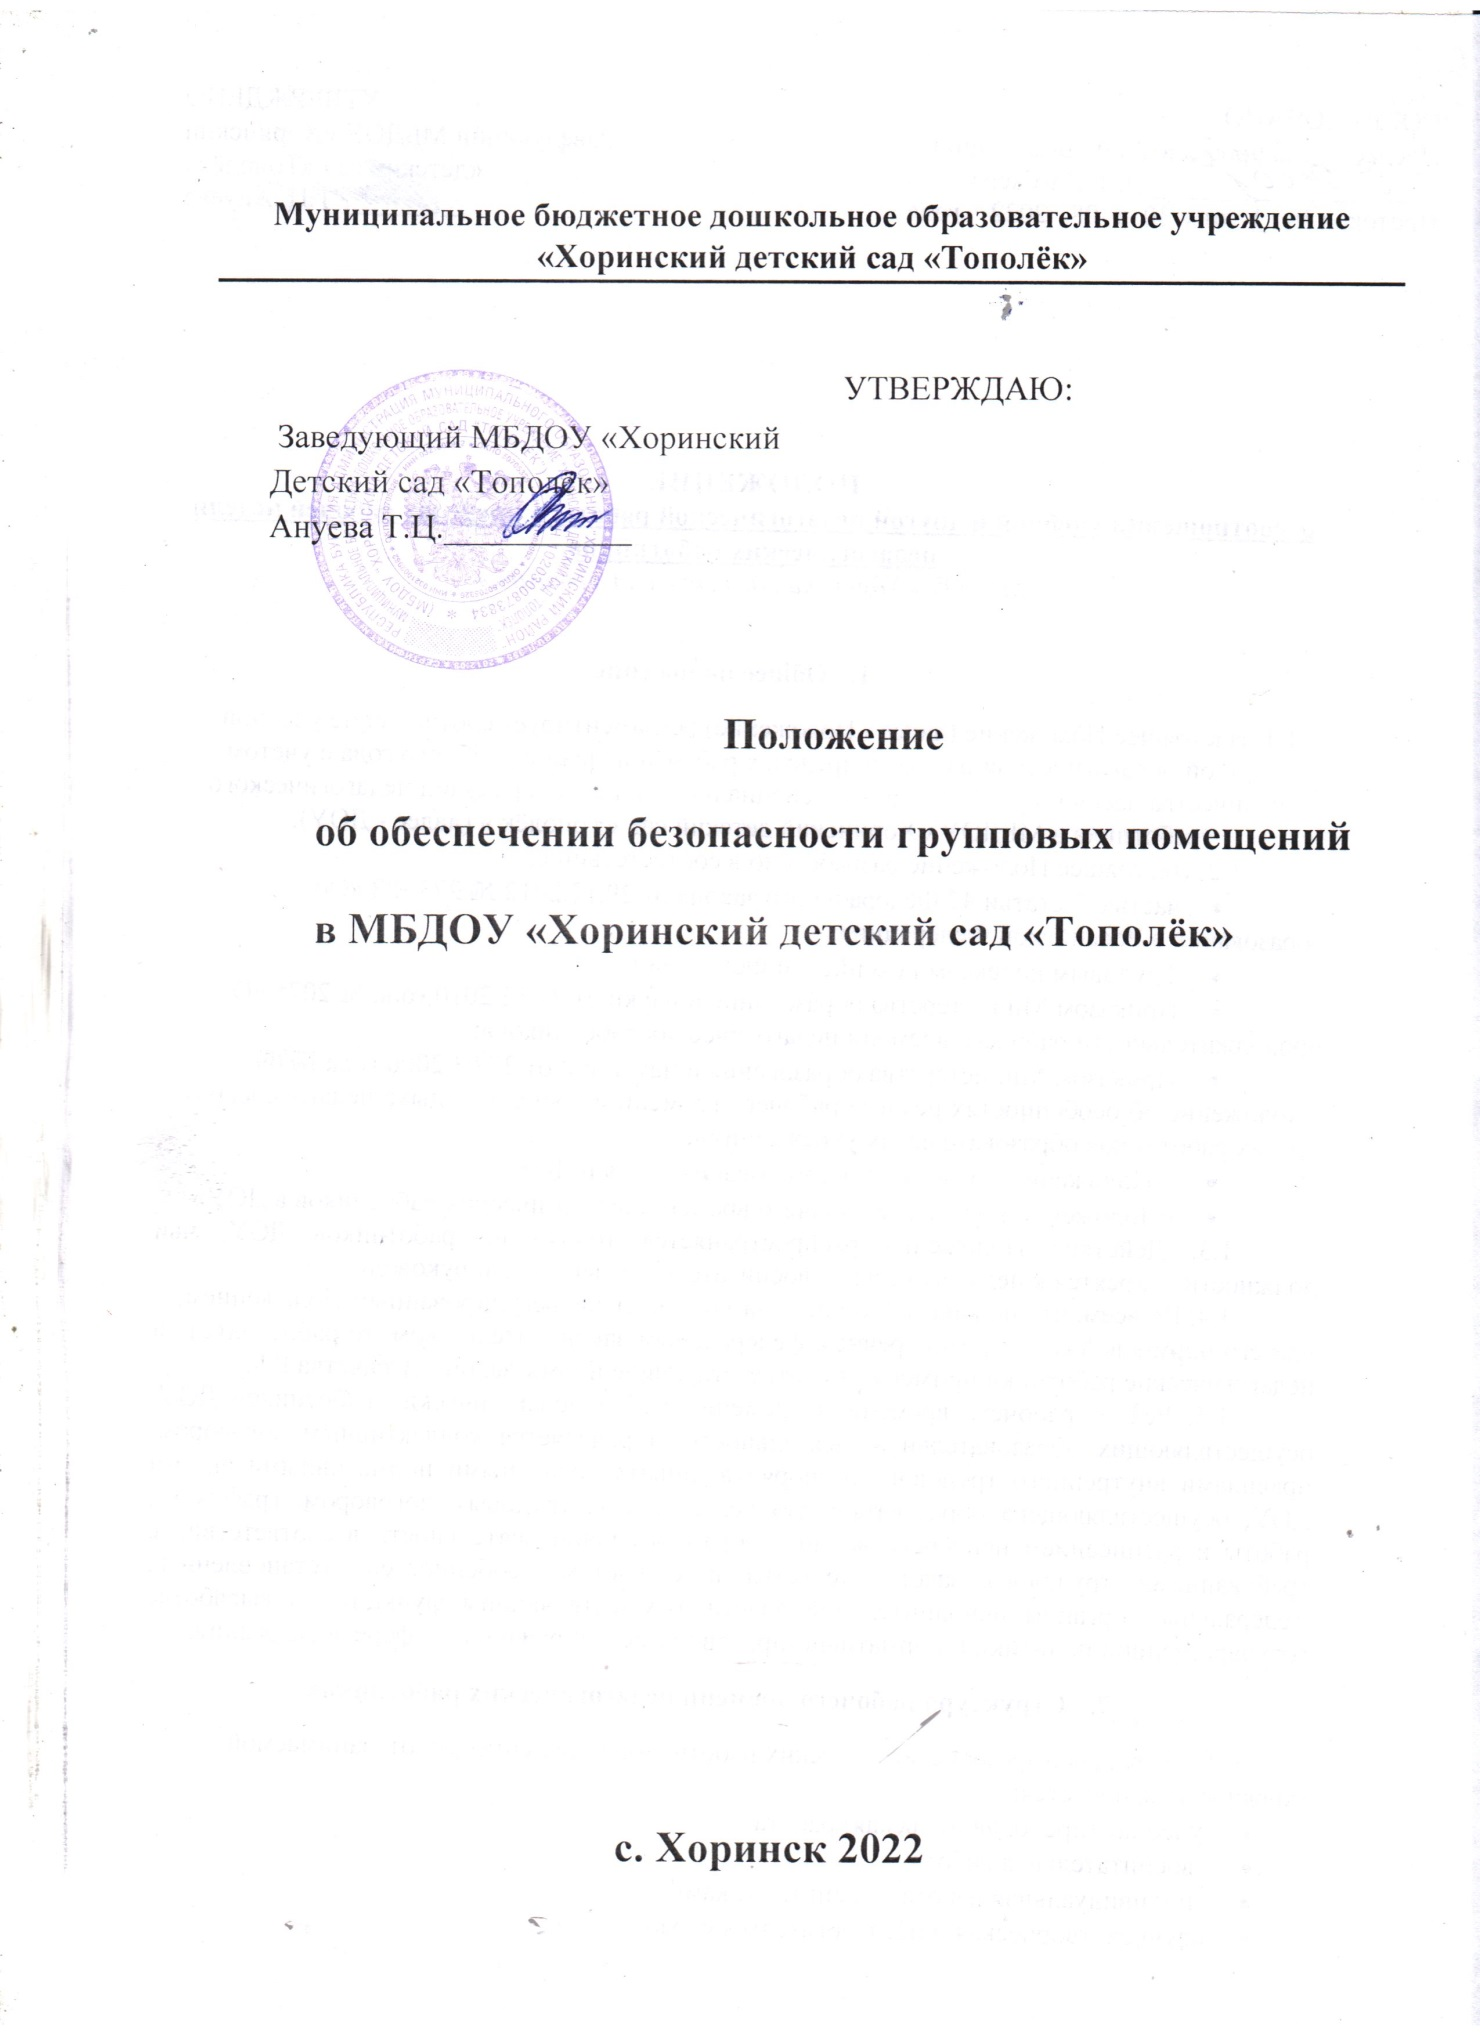 Муниципальное бюджетное дошкольное образовательное учреждение
«Хоринский детский сад «Тополёк»
УТВЕРЖДАЮ:
Заведующий МБДОУ «Хоринский
Детский сад «Тополёк»
Ануева Т.Ц.___________
Положение
об обеспечении безопасности групповых помещений
в МБДОУ «Хоринский детский сад «Тополёк»
с. Хоринск 2022